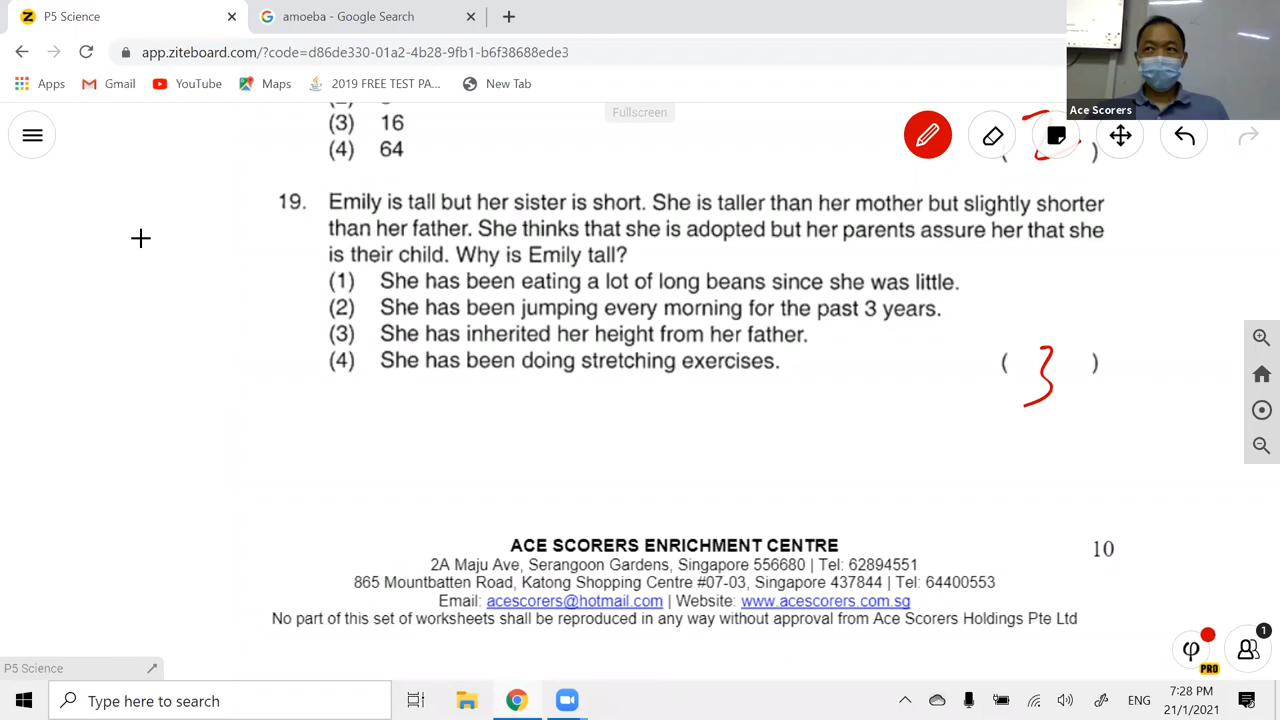 P5 Science
amoeba - Google Search
app.ziteboard.com/?code=d86de330c01a2-4b28-9fb1-b6f38688ede3
Apps Gmail YouTube Maps 2019 FREE TEST PA... New Tab
Ace Scorers
Fullscreen
(3) 16
(4) 64
( )
19. Emily is tall but her sister is short. She is taller than her mother but slightly shorter
than her father. She thinks that she is adopted but her parents assure her that she
is their child. Why is Emily tall?
(1) She has been eating a lot of long beans since she was little.
(2) She has been jumping every morning for the past 3 years.
(3) She has inherited her height from her father.
(4) She has been doing stretching exercises. ( 3 )
ACE SCORERS ENRICHMENT CENTRE
2A Maju Ave, Serangoon Gardens, Singapore 556680 | Tel: 62894551
865 Mountbatten Road, Katong Shopping Centre #07-03, Singapore 437844 | Tel: 64400553
Email: acescorers@hotmail.com | Website: www.acescorers.com.sg
No part of this set of worksheets shall be reproduced in any way without approval from Ace Scorers Holdings Pte Ltd
10
1
PRO
P5 Science
Type here to search
ENG
7:28 PM
21/1/2021